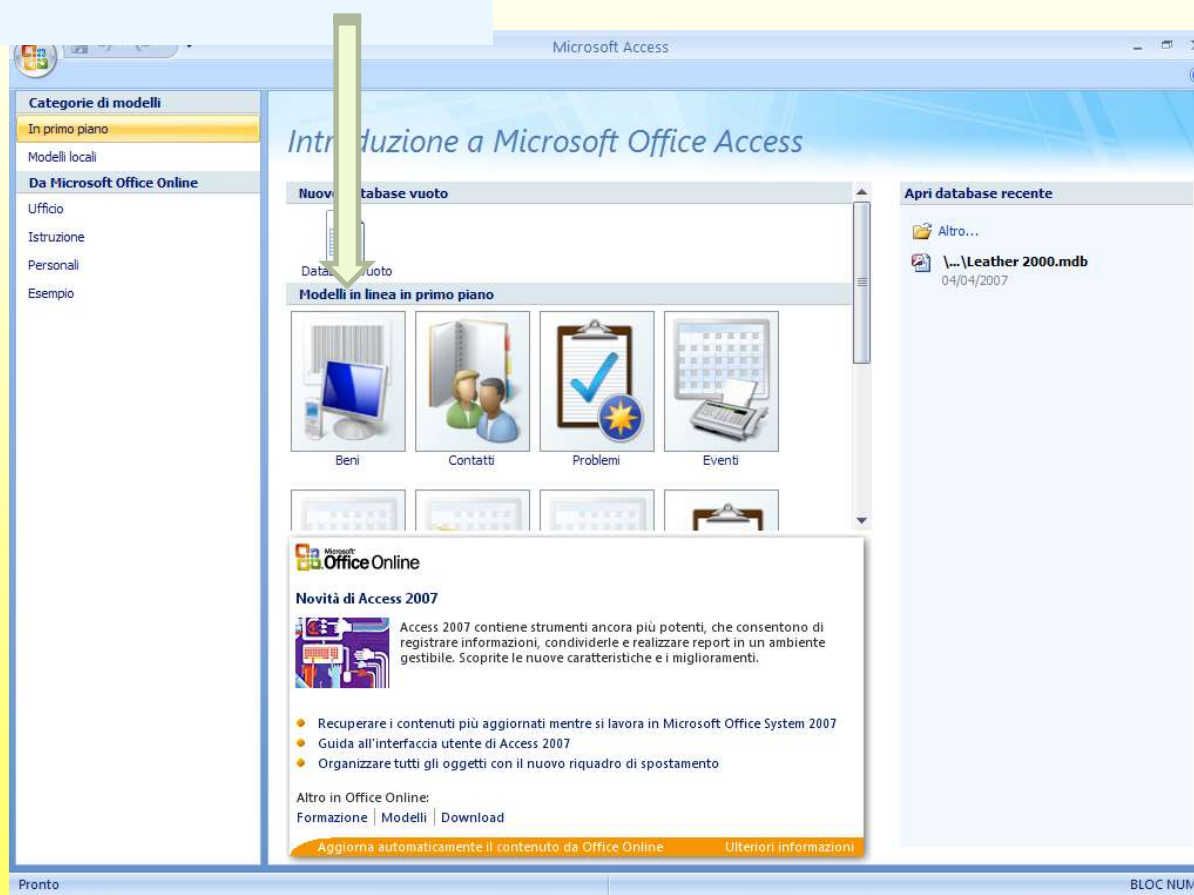 Microsoft Access
Categorie di modelli
In primo piano
Modelli locali
Da Microsoft Office Online
Ufficio
Istruzione
Personali
Esempio
Introduzione a Microsoft Office Access
Nuovo database vuoto
Database vuoto
Modelli in linea in primo piano
Beni
Contatti
Problemi
Eventi
Microsoft
Office Online
Novità di Access 2007
Access 2007 contiene strumenti ancora più potenti, che consentono di
registrare informazioni, condividerle e realizzare report in un ambiente
gestibile. Scoprite le nuove caratteristiche e i miglioramenti.
Recuperare i contenuti più aggiornati mentre si lavora in Microsoft Office System 2007
Guida all'interfaccia utente di Access 2007
Organizzare tutti gli oggetti con il nuovo riquadro di spostamento
Altro in Office Online:
Formazione | Modelli | Download
Aggiorna automaticamente il contenuto da Office Online Ulteriori informazioni
Apri database recente
Altro...
\...\Leather 2000.mdb
04/04/2007
Pronto
BLOC NUM